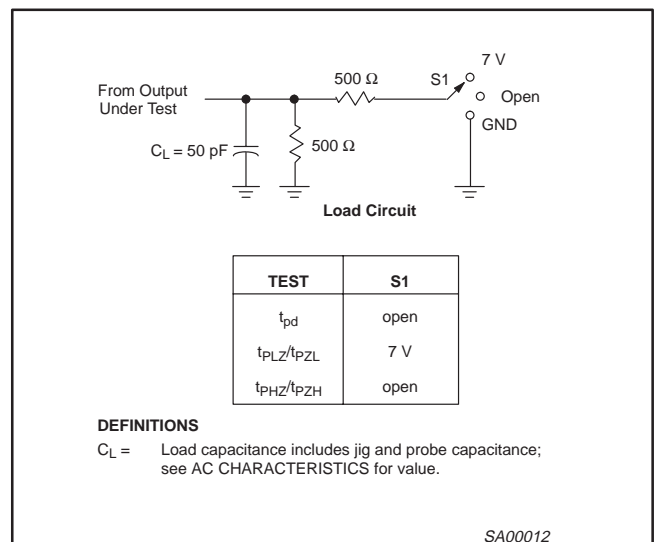 7 V
500 Ω
S1
From Output
Under Test
Open
GND
C_L = 50 pF
500 Ω
Load Circuit
TEST S1
t_pd open
t_PLZ/t_PZL 7 V
t_PHZ/t_PZH open
DEFINITIONS
C_L = Load capacitance includes jig and probe capacitance;
see AC CHARACTERISTICS for value.
SA00012